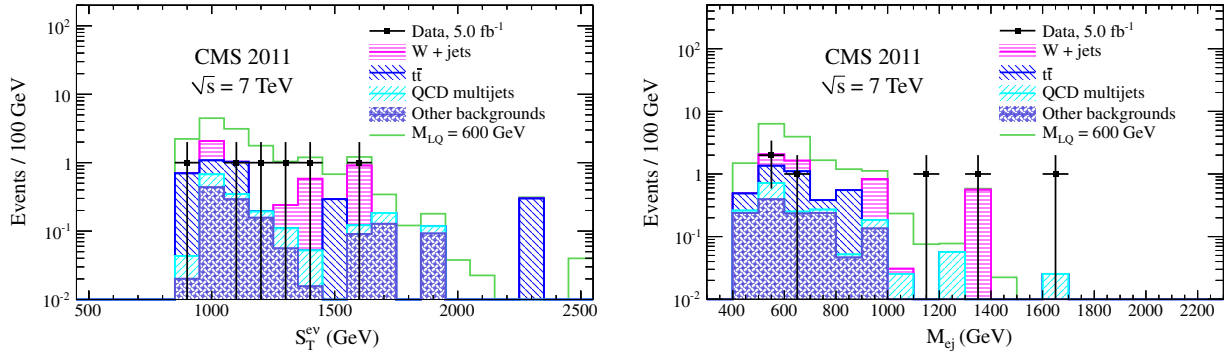 CMS 2011
√s = 7 TeV
Data, 5.0 fb⁻¹
W + jets
tt̄
QCD multijets
Other backgrounds
M_LQ = 600 GeV
Events / 100 GeV
10²
10
1
10⁻¹
10⁻²
500 1000 1500 2000 2500
S_T^eν (GeV)
CMS 2011
√s = 7 TeV
Data, 5.0 fb⁻¹
W + jets
tt̄
QCD multijets
Other backgrounds
M_LQ = 600 GeV
Events / 100 GeV
10²
10
1
10⁻¹
10⁻²
200 400 600 800 1000 1200 1400 1600 1800 2000 2200
M_ej (GeV)